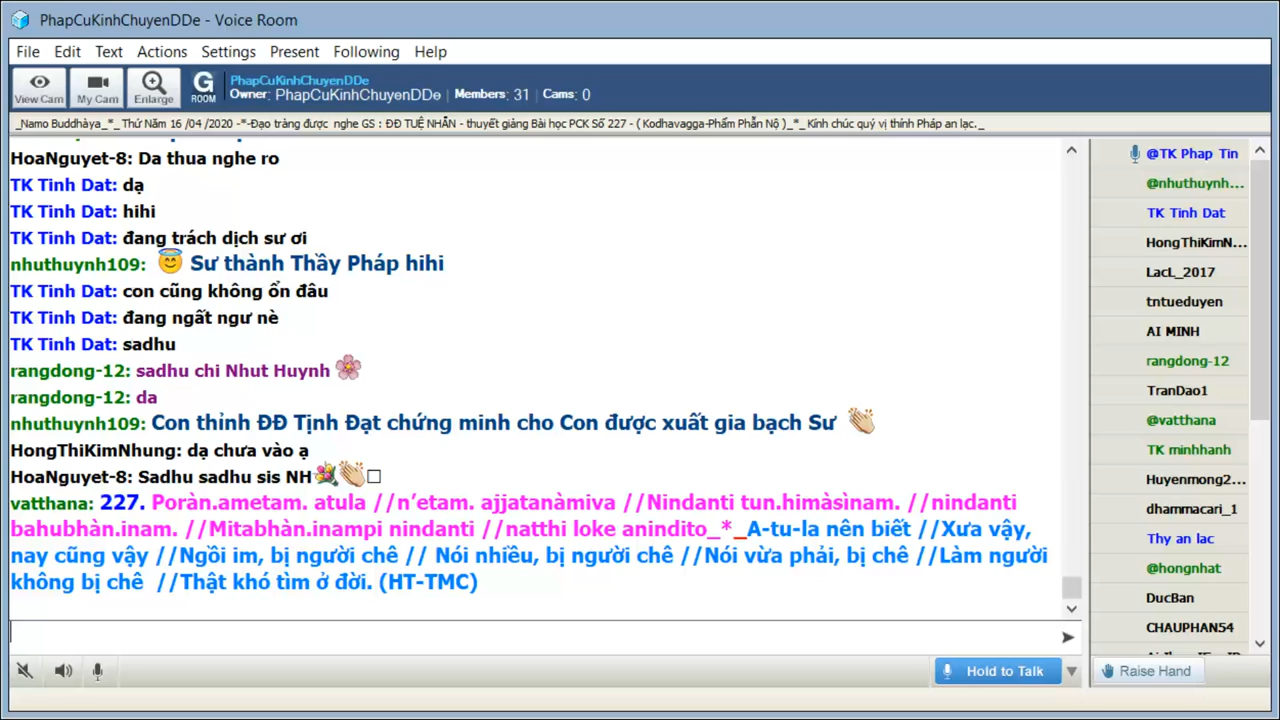 PhapCuKinhChuyenDDe - Voice Room
File Edit Text Actions Settings Present Following Help
View Cam My Cam Enlarge G ROOM
PhapCuKinhChuyenDDe
Owner: PhapCuKinhChuyenDDe | Members: 31 | Cams: 0
_Namo Buddhàya_*_ Thứ Năm 16 /04 /2020 -*-Đạo tràng được nghe GS : ĐĐ TUỆ NHẪN - thuyết giảng Bài học PCK Số 227 - ( Kodhavagga-Phẩm Phẫn Nộ )_*_ Kính chúc quý vị thính Pháp an lạc._
HoaNguyet-8: Da thua nghe ro
TK Tinh Dat: dạ
TK Tinh Dat: hihi
TK Tinh Dat: đang trách dịch sư ơi
nhuthuynh109: 😇 Sư thành Thầy Pháp hihi
TK Tinh Dat: con cũng không ổn đâu
TK Tinh Dat: đang ngất ngư nè
TK Tinh Dat: sadhu
rangdong-12: sadhu chi Nhut Huynh 🌸
rangdong-12: da
nhuthuynh109: Con thỉnh ĐĐ Tịnh Đạt chứng minh cho Con được xuất gia bạch Sư 👏
HongThiKimNhung: dạ chưa vào ạ
HoaNguyet-8: Sadhu sadhu sis NH💐👏□
vatthana: 227. Poràn.ametam. atula //n’etam. ajjatanàmiva //Nindanti tun.himàsìnam. //nindanti
bahubhàn.inam. //Mitabhàn.inampi nindanti //natthi loke anindito_*_A-tu-la nên biết //Xưa vậy,
nay cũng vậy //Ngồi im, bị người chê // Nói nhiều, bị người chê //Nói vừa phải, bị chê //Làm người
không bị chê //Thật khó tìm ở đời. (HT-TMC)
@TK Phap Tin
@nhuthuynh...
TK Tinh Dat
HongThiKimN...
LacL_2017
tntueduyen
AI MINH
rangdong-12
TranDao1
@vatthana
TK minhhanh
Huyenmong2...
dhammacari_1
Thy an lac
@hongnhat
DucBan
CHAUPHAN54
Hold to Talk
Raise Hand